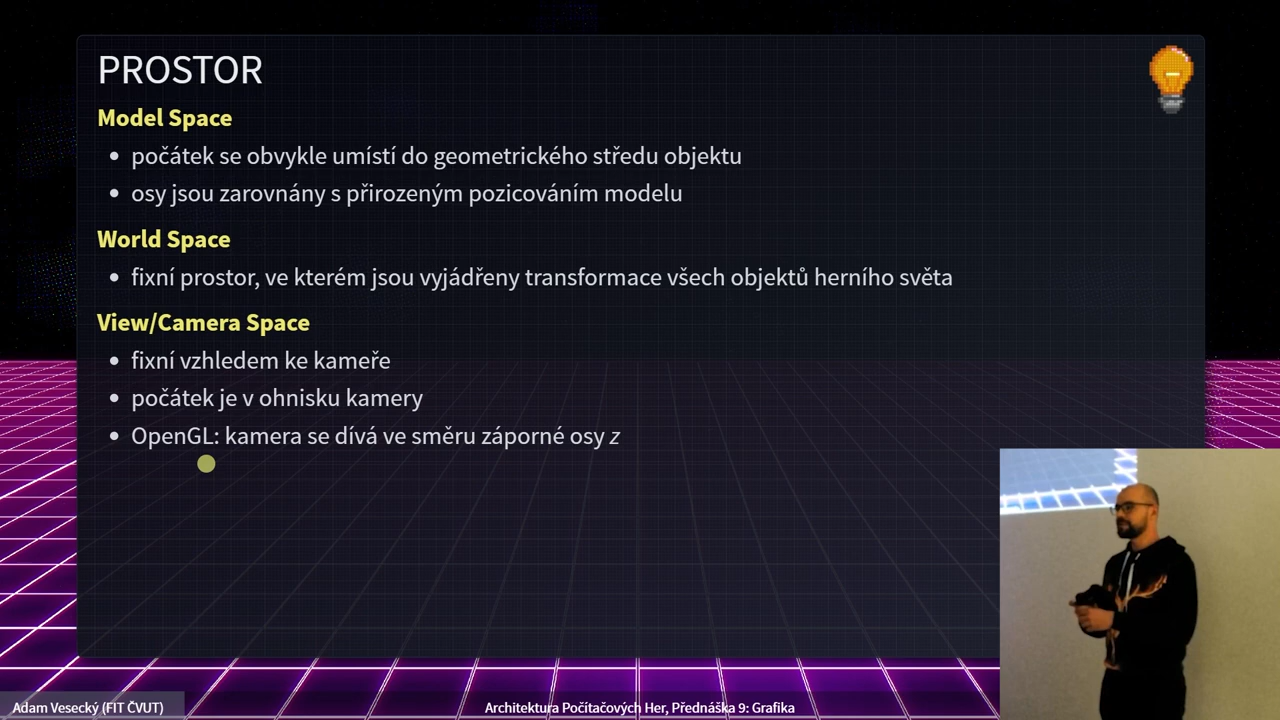 PROSTOR
Model Space
počátek se obvykle umístí do geometrického středu objektu
osy jsou zarovnány s přirozeným pozicováním modelu
World Space
fixní prostor, ve kterém jsou vyjádřeny transformace všech objektů herního světa
View/Camera Space
fixní vzhledem ke kameře
počátek je v ohnisku kamery
OpenGL: kamera se dívá ve směru záporné osy z
Adam Vesecký (FIT ČVUT)
Architektura Počítačových Her, Přednáška 9: Grafika